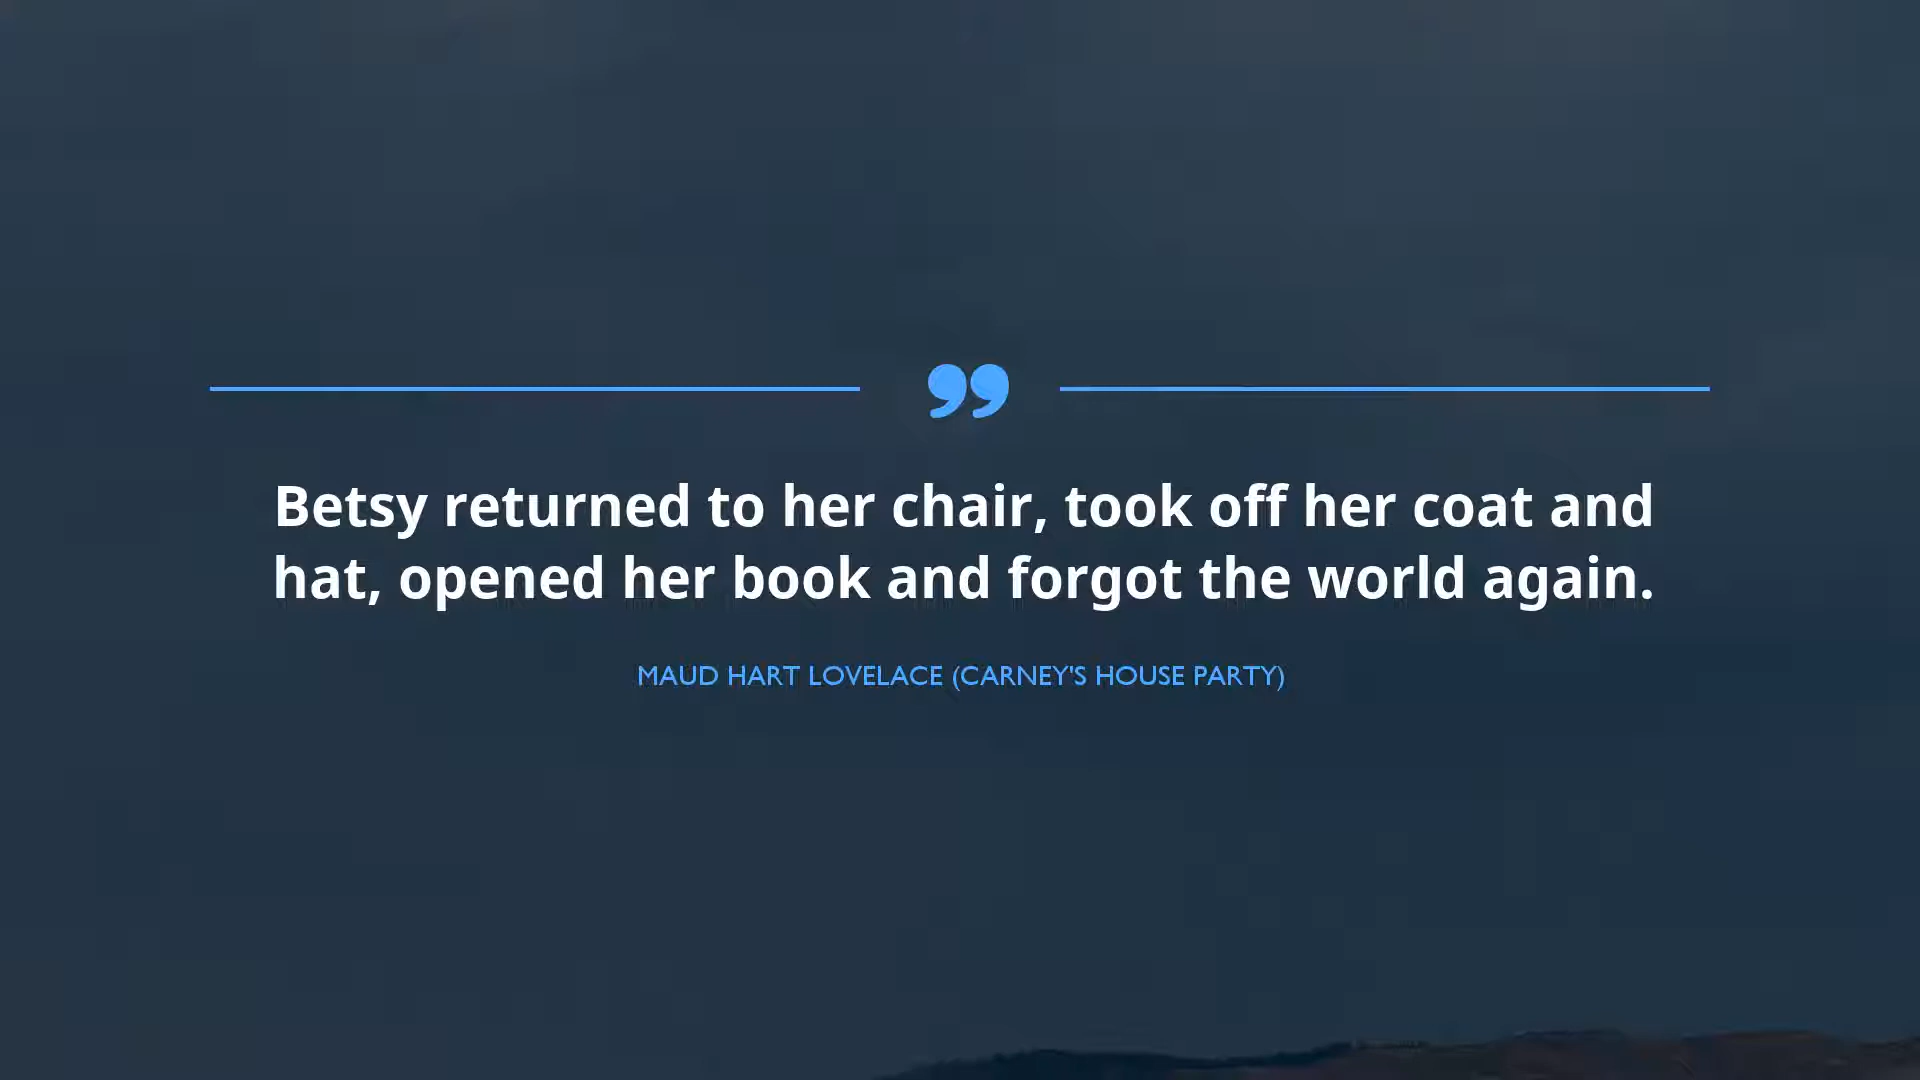 ”
Betsy returned to her chair, took off her coat and
hat, opened her book and forgot the world again.
MAUD HART LOVELACE (CARNEY'S HOUSE PARTY)